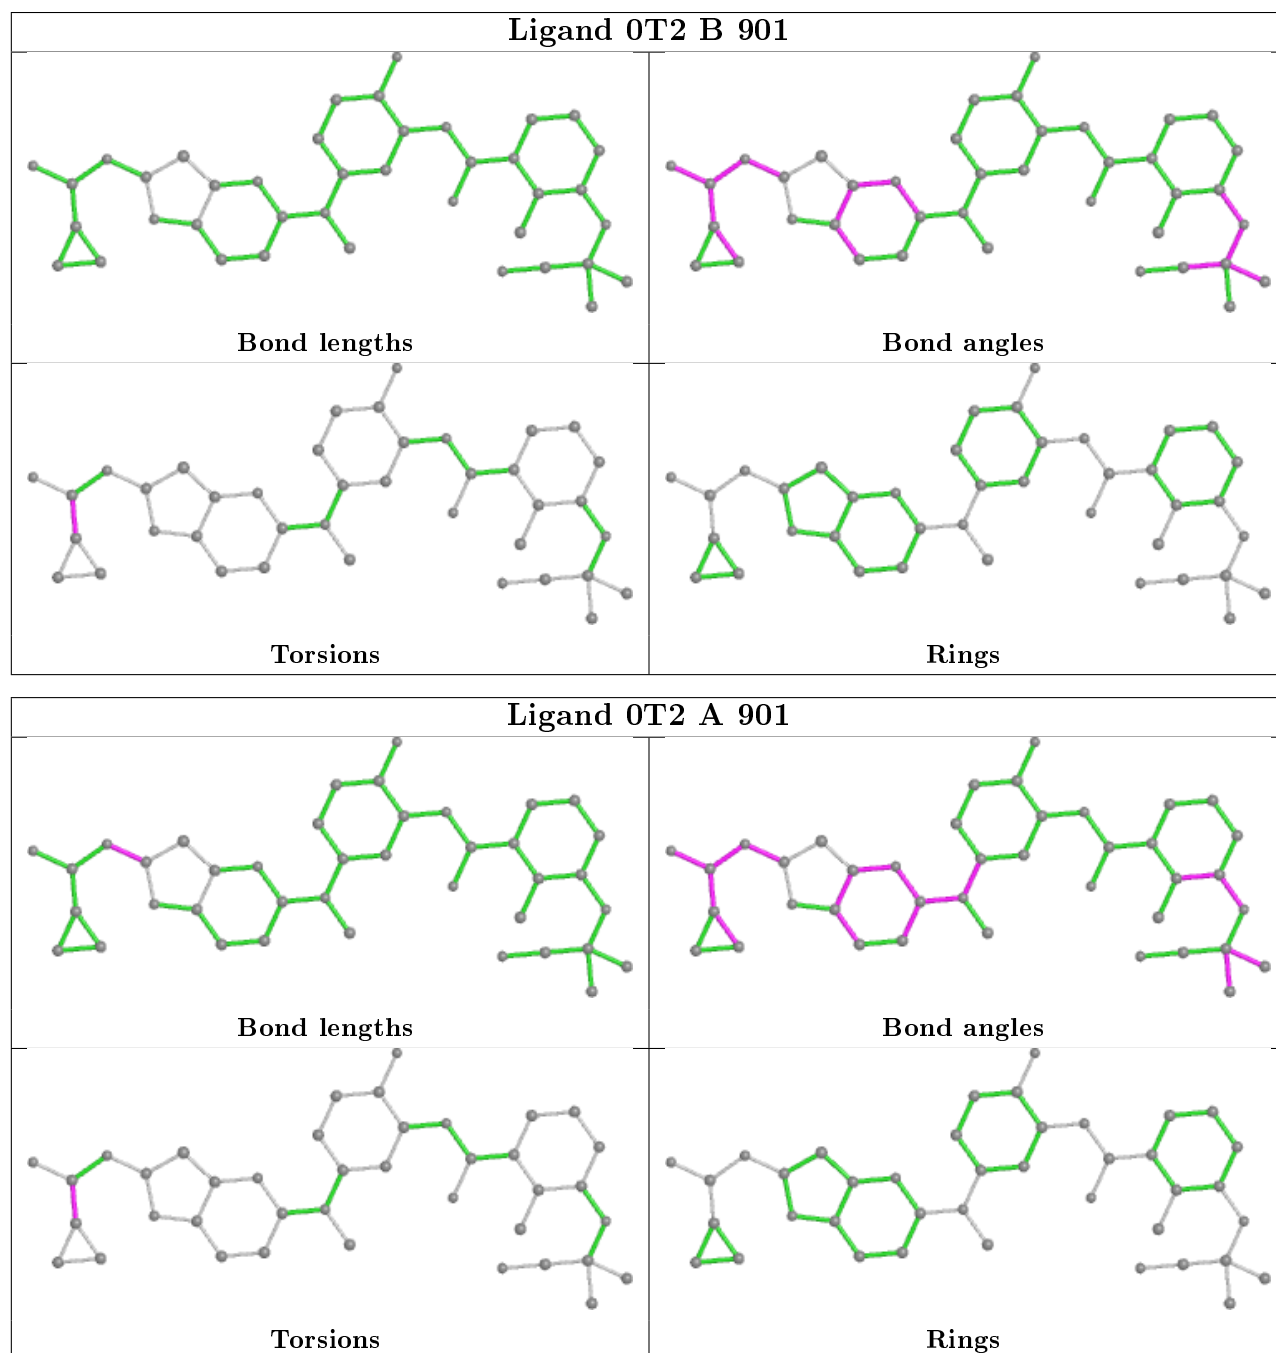 Ligand 0T2 B 901
Bond lengths
Bond angles
Torsions
Rings
Ligand 0T2 A 901
Bond lengths
Bond angles
Torsions
Rings